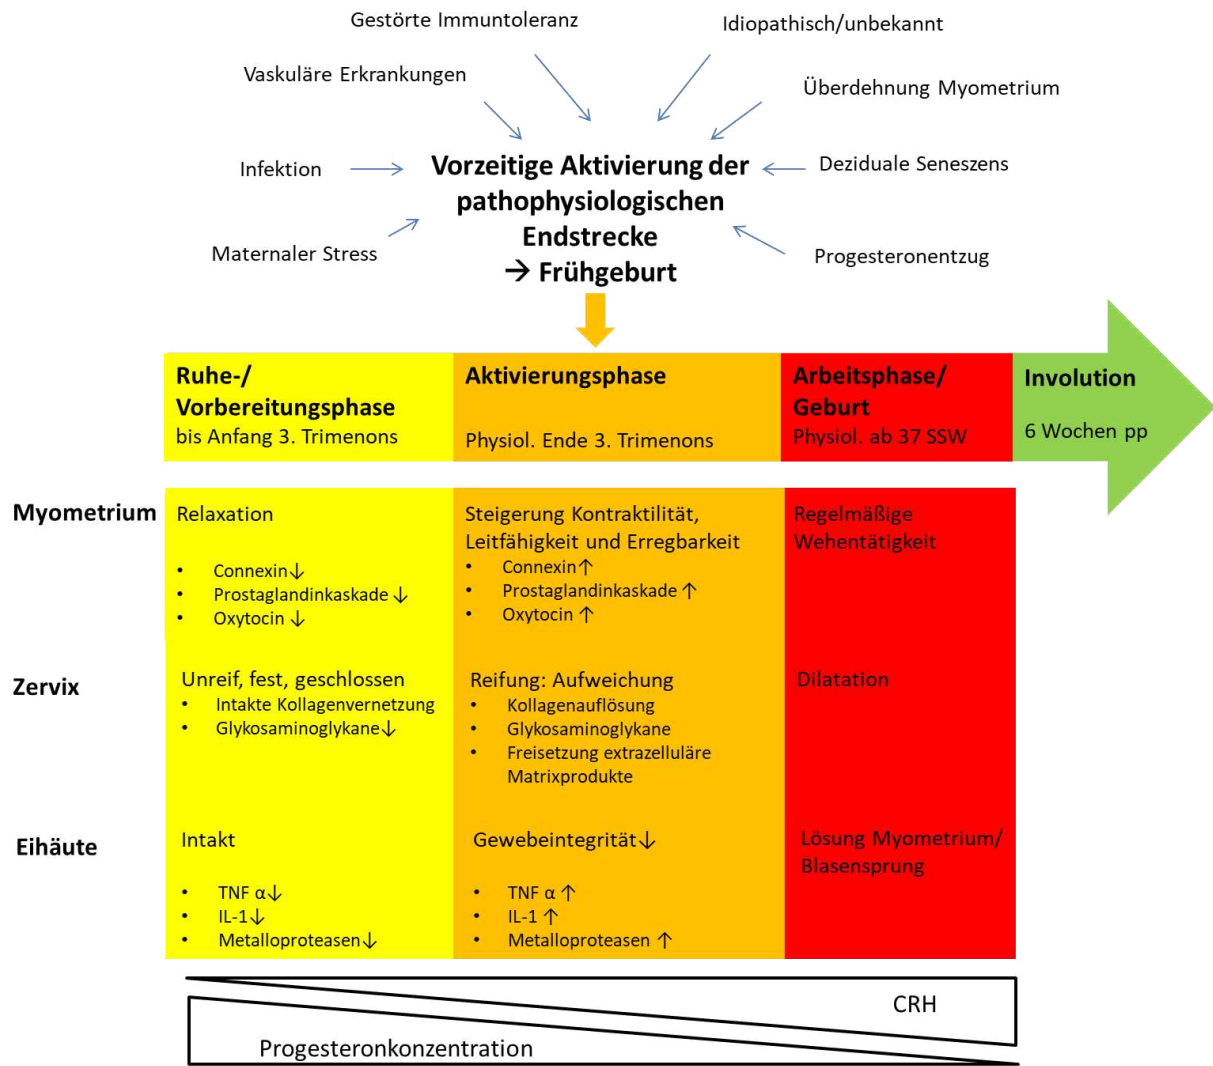 Gestörte Immuntoleranz
Idiopathisch/unbekannt
Vaskuläre Erkrankungen
Überdehnung Myometrium
Infektion
Deziduale Seneszens
Maternaler Stress
Progesteronentzug
Vorzeitige Aktivierung der
pathophysiologischen
Endstrecke
→ Frühgeburt
Ruhe-/
Vorbereitungsphase
bis Anfang 3. Trimenons
Aktivierungsphase
Physiol. Ende 3. Trimenons
Arbeitsphase/
Geburt
Physiol. ab 37 SSW
Involution
6 Wochen pp
Myometrium
Relaxation
• Connexin↓
• Prostaglandinkaskade ↓
• Oxytocin ↓
Steigerung Kontraktilität,
Leitfähigkeit und Erregbarkeit
• Connexin↑
• Prostaglandinkaskade ↑
• Oxytocin ↑
Regelmäßige
Wehentätigkeit
Zervix
Unreif, fest, geschlossen
• Intakte Kollagenvernetzung
• Glykosaminoglykane↓
Reifung: Aufweichung
• Kollagenauflösung
• Glykosaminoglykane
• Freisetzung extrazelluläre
Matrixprodukte
Dilatation
Eihäute
Intakt
• TNF α↓
• IL-1↓
• Metalloproteasen↓
Gewebeintegrität↓
• TNF α ↑
• IL-1 ↑
• Metalloproteasen ↑
Lösung Myometrium/
Blasensprung
CRH
Progesteronkonzentration